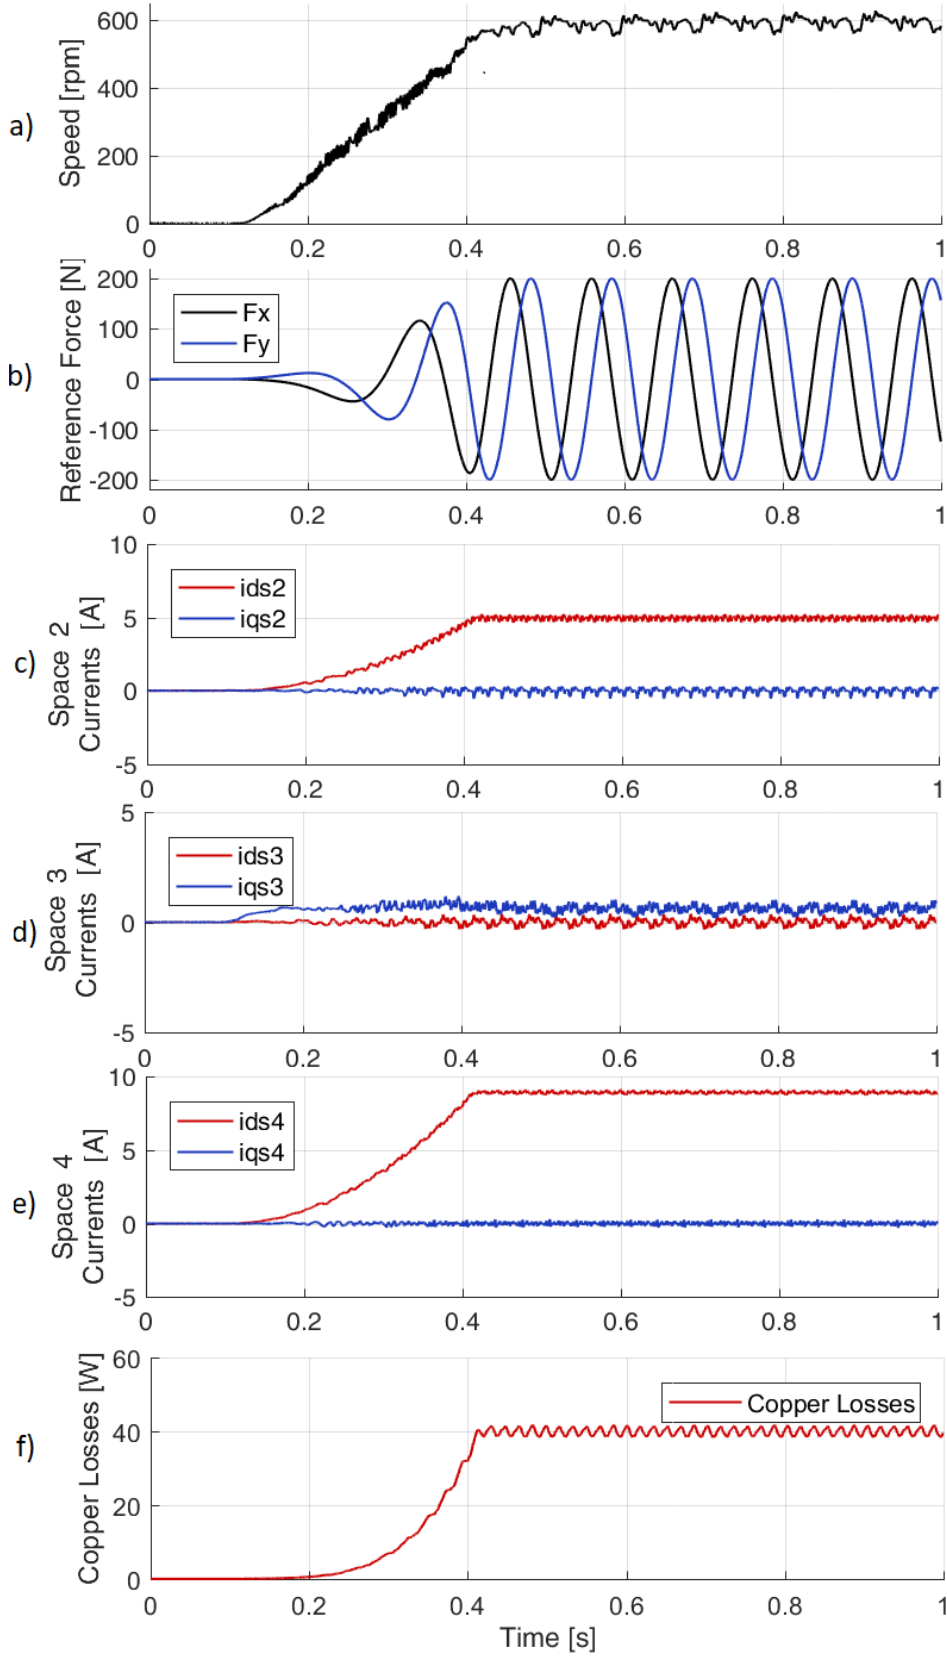 a)
Speed [rpm]
600
400
200
0
0 0.2 0.4 0.6 0.8 1
b)
Reference Force [N]
200
100
0
-100
-200
Fx
Fy
0 0.2 0.4 0.6 0.8 1
c)
Space 2
Currents [A]
10
5
0
-5
ids2
iqs2
0 0.2 0.4 0.6 0.8 1
d)
Space 3
Currents [A]
5
0
-5
ids3
iqs3
0 0.2 0.4 0.6 0.8 1
e)
Space 4
Currents [A]
10
5
0
-5
ids4
iqs4
0 0.2 0.4 0.6 0.8 1
f)
Copper Losses [W]
60
40
20
0
Copper Losses
0 0.2 0.4 0.6 0.8 1
Time [s]